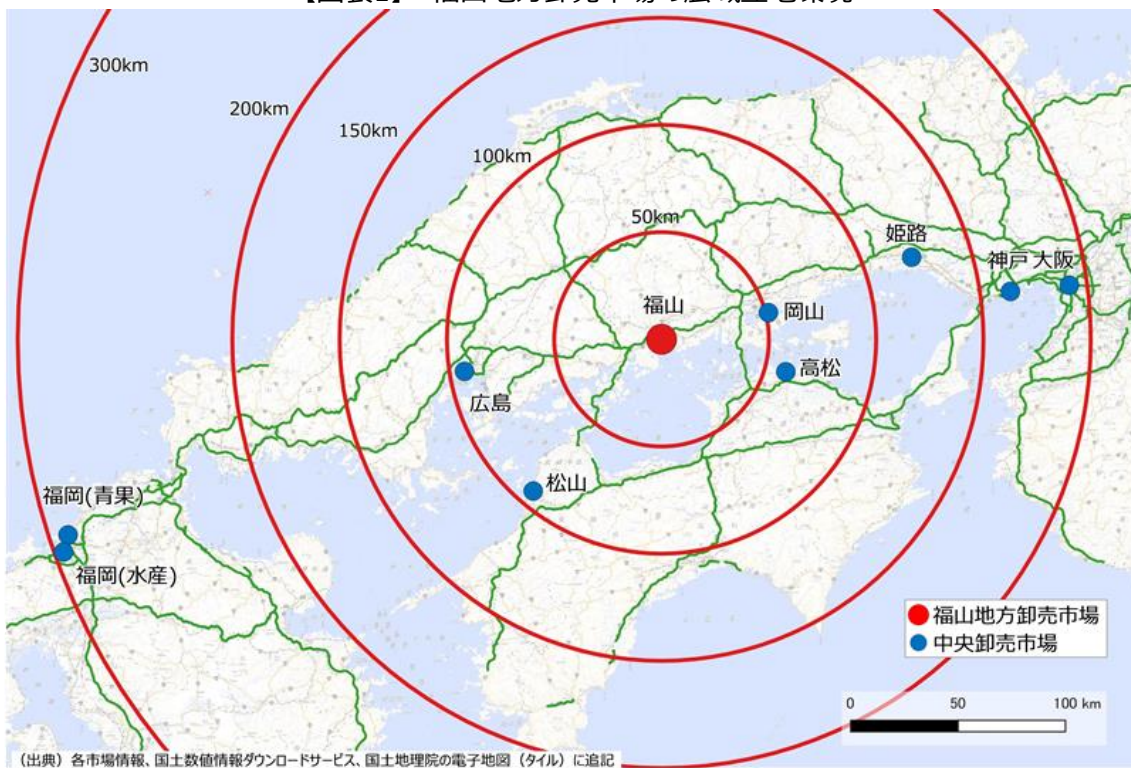 300km
200km
150km
100km
50km
姫路
神戸 大阪
福山
岡山
高松
広島
松山
福岡(青果)
福岡(水産)
福山地方卸売市場
中央卸売市場
0 50 100 km
(出典) 各市場情報、国土数値情報ダウンロードサービス、国土地理院の電子地図 (タイル) に追記